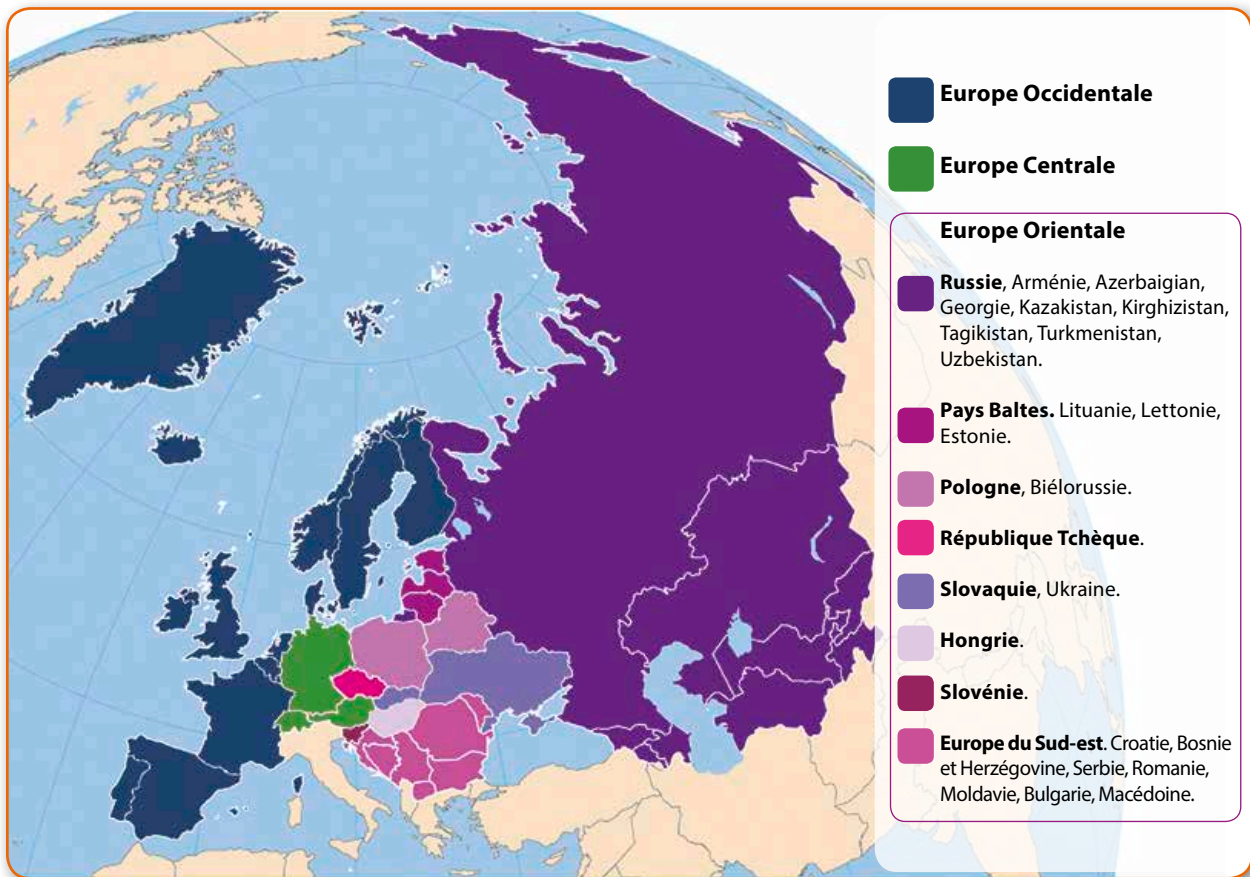 Europe Occidentale
Europe Centrale
Europe Orientale
Russie, Arménie, Azerbaigian,
Georgie, Kazakistan, Kirghizistan,
Tagikistan, Turkmenistan,
Uzbekistan.
Pays Baltes. Lituanie, Lettonie,
Estonie.
Pologne, Biélorussie.
République Tchèque.
Slovaquie, Ukraine.
Hongrie.
Slovénie.
Europe du Sud-est. Croatie, Bosnie
et Herzégovine, Serbie, Romanie,
Moldavie, Bulgarie, Macédoine.